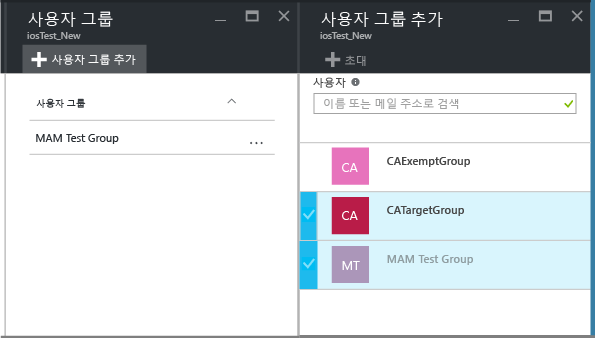 사용자 그룹
iosTest_New
사용자 그룹 추가
사용자 그룹
MAM Test Group
...
사용자 그룹 추가
iosTest_New
초대
사용자
이름 또는 메일 주소로 검색
CA
CAExemptGroup
CA
CATargetGroup
MT
MAM Test Group